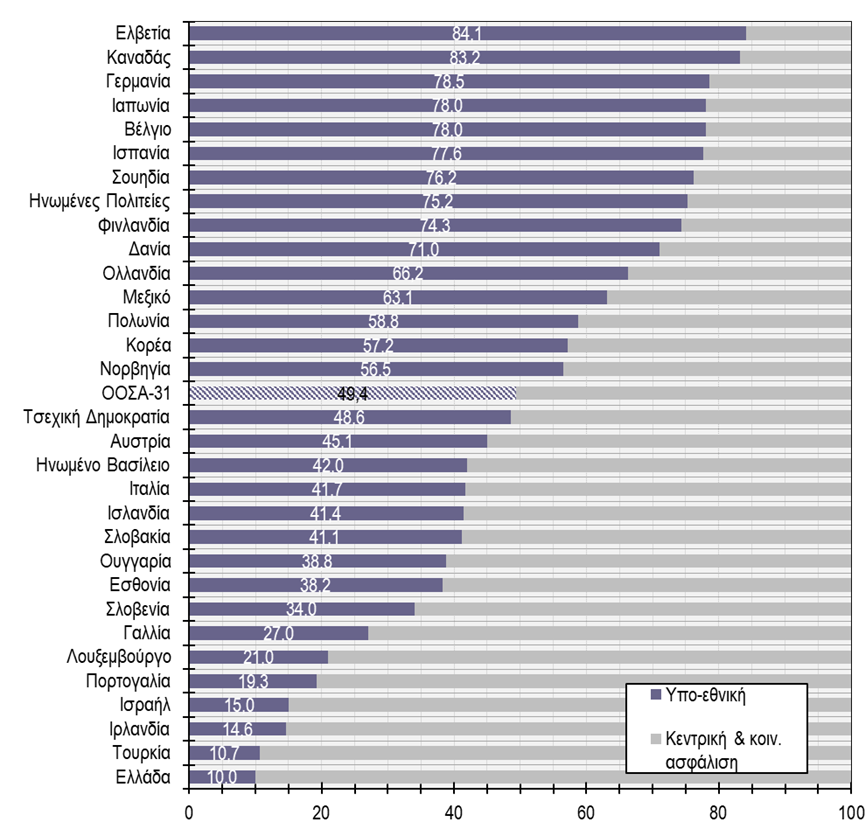 Ελβετία 84.1
Καναδάς 83.2
Γερμανία 78.5
Ιαπωνία 78.0
Βέλγιο 78.0
Ισπανία 77.6
Σουηδία 76.2
Ηνωμένες Πολιτείες 75.2
Φινλανδία 74.3
Δανία 71.0
Ολλανδία 66.2
Μεξικό 63.1
Πολωνία 58.8
Κορέα 57.2
Νορβηγία 56.5
ΟΟΣΑ-31 49,4
Τσεχική Δημοκρατία 48.6
Αυστρία 45.1
Ηνωμένο Βασίλειο 42.0
Ιταλία 41.7
Ισλανδία 41.4
Σλοβακία 41.1
Ουγγαρία 38.8
Εσθονία 38.2
Σλοβενία 34.0
Γαλλία 27.0
Λουξεμβούργο 21.0
Πορτογαλία 19.3
Ισραήλ 15.0
Ιρλανδία 14.6
Τουρκία 10.7
Ελλάδα 10.0
Υπο-εθνική
Κεντρική & κοιν.
ασφάλιση
0 20 40 60 80 100